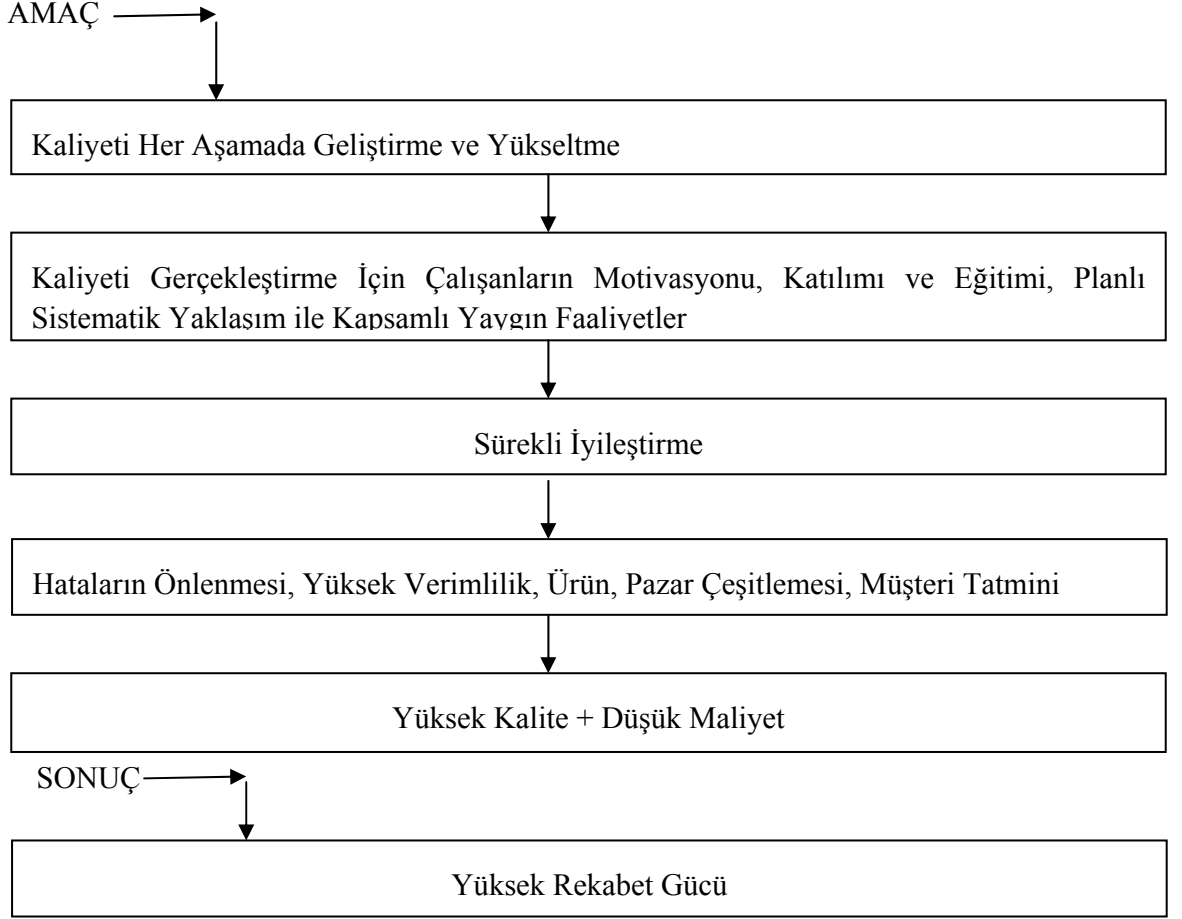 AMAÇ
Kaliyeti Her Aşamada Geliştirme ve Yükseltme
Kaliyeti Gerçekleştirme İçin Çalışanların Motivasyonu, Katılımı ve Eğitimi, Planlı
Sistematik Yaklaşım ile Kapsamlı Yaygın Faaliyetler
Sürekli İyileştirme
Hataların Önlenmesi, Yüksek Verimlilik, Ürün, Pazar Çeşitlemesi, Müşteri Tatmini
Yüksek Kalite + Düşük Maliyet
SONUÇ
Yüksek Rekabet Gücü